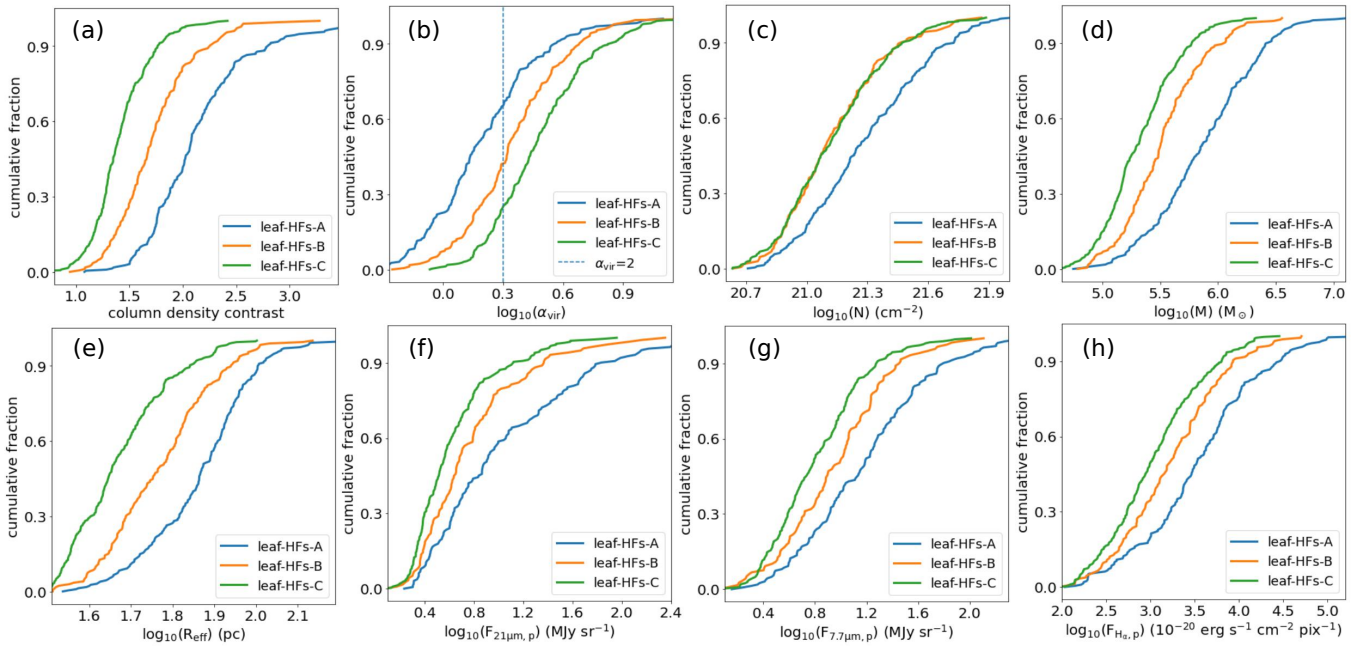 (a)
cumulative fraction
0.9
0.6
0.3
0.0
leaf-HFs-A
leaf-HFs-B
leaf-HFs-C
1.0 1.5 2.0 2.5 3.0
column density contrast
(b)
cumulative fraction
0.9
0.6
0.3
0.0
leaf-HFs-A
leaf-HFs-B
leaf-HFs-C
α_vir=2
0.0 0.3 0.6 0.9
log₁₀(α_vir)
(c)
cumulative fraction
0.9
0.6
0.3
0.0
leaf-HFs-A
leaf-HFs-B
leaf-HFs-C
20.7 21.0 21.3 21.6 21.9
log₁₀(N) (cm⁻²)
(d)
cumulative fraction
0.9
0.6
0.3
0.0
leaf-HFs-A
leaf-HFs-B
leaf-HFs-C
5.0 5.5 6.0 6.5 7.0
log₁₀(M) (M⊙)
(e)
cumulative fraction
0.9
0.6
0.3
0.0
leaf-HFs-A
leaf-HFs-B
leaf-HFs-C
1.6 1.7 1.8 1.9 2.0 2.1
log₁₀(R_eff) (pc)
(f)
cumulative fraction
0.9
0.6
0.3
0.0
leaf-HFs-A
leaf-HFs-B
leaf-HFs-C
0.4 0.8 1.2 1.6 2.0 2.4
log₁₀(F_21μm, p) (MJy sr⁻¹)
(g)
cumulative fraction
0.9
0.6
0.3
0.0
leaf-HFs-A
leaf-HFs-B
leaf-HFs-C
0.4 0.8 1.2 1.6 2.0
log₁₀(F_7.7μm, p) (MJy sr⁻¹)
(h)
cumulative fraction
0.9
0.6
0.3
0.0
leaf-HFs-A
leaf-HFs-B
leaf-HFs-C
2.0 2.5 3.0 3.5 4.0 4.5 5.0
log₁₀(F_Hα, p) (10⁻²⁰ erg s⁻¹ cm⁻² pix⁻¹)